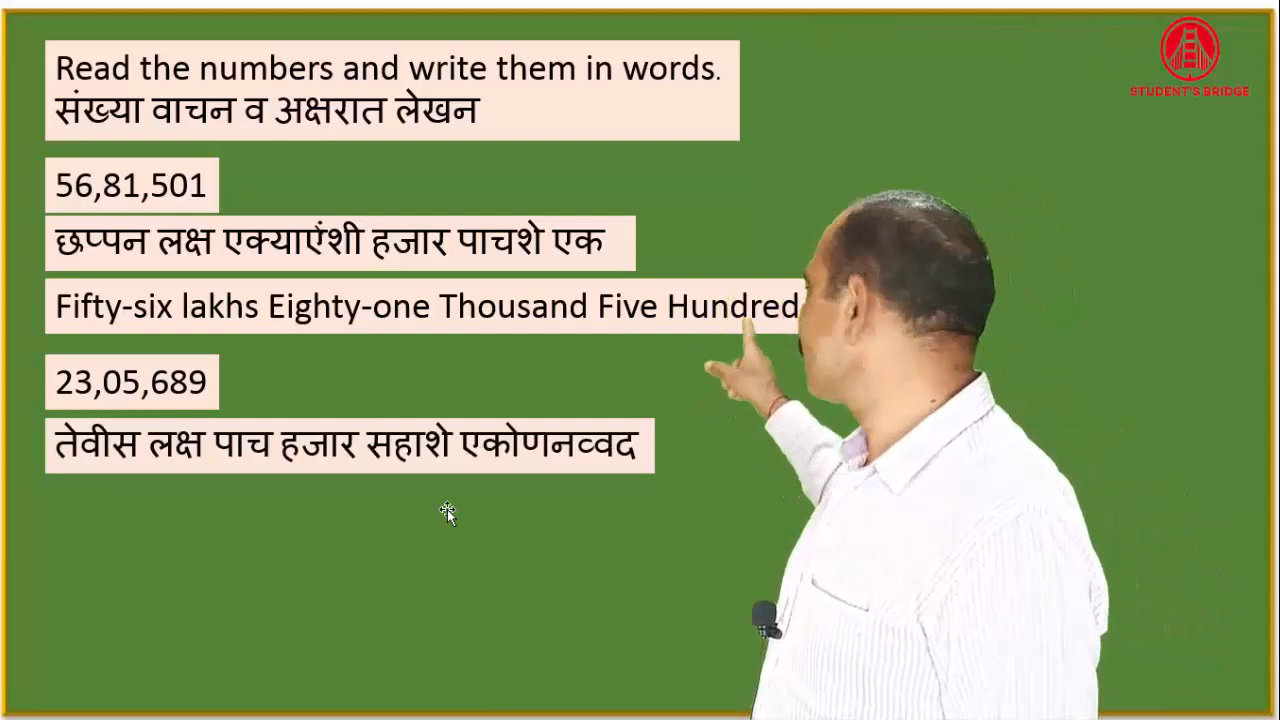 Read the numbers and write them in words.
संख्या वाचन व अक्षरात लेखन
STUDENT'S BRIDGE
56,81,501
छप्पन लक्ष एक्याएंशी हजार पाचशे एक
Fifty-six lakhs Eighty-one Thousand Five Hundred
23,05,689
तेवीस लक्ष पाच हजार सहाशे एकोणनव्वद